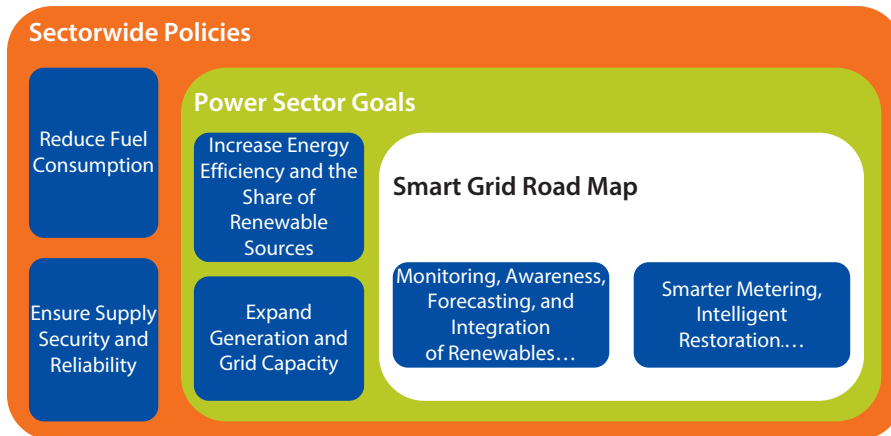 Sectorwide Policies
Reduce Fuel
Consumption
Ensure Supply
Security and
Reliability
Power Sector Goals
Increase Energy
Efficiency and the
Share of
Renewable
Sources
Expand
Generation and
Grid Capacity
Smart Grid Road Map
Monitoring, Awareness,
Forecasting, and
Integration
of Renewables…
Smarter Metering,
Intelligent
Restoration.…